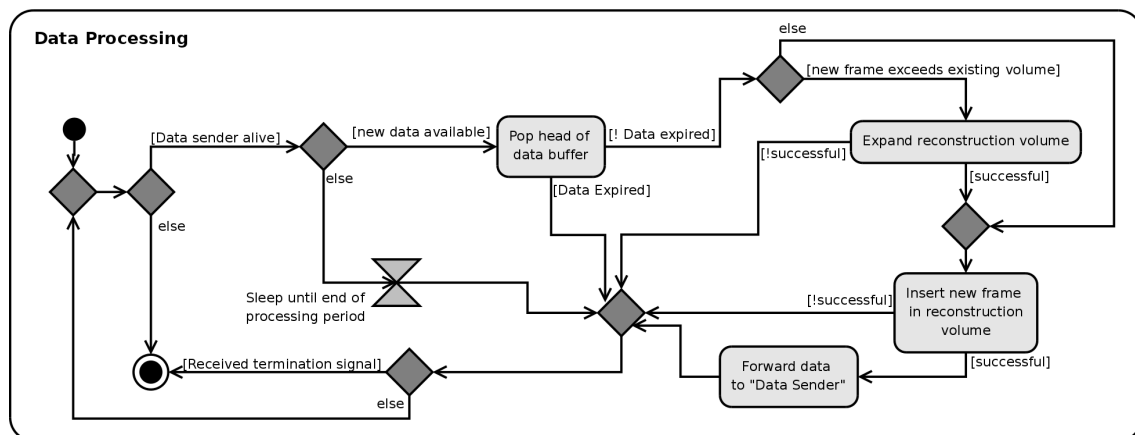 Data Processing
else
[new frame exceeds existing volume]
[Data sender alive]
[new data available]
Pop head of
data buffer
[! Data expired]
Expand reconstruction volume
[!successful]
[successful]
else
[Data Expired]
else
Sleep until end of
processing period
[!successful]
Insert new frame
in reconstruction
volume
[successful]
Forward data
to "Data Sender"
[Received termination signal]
else